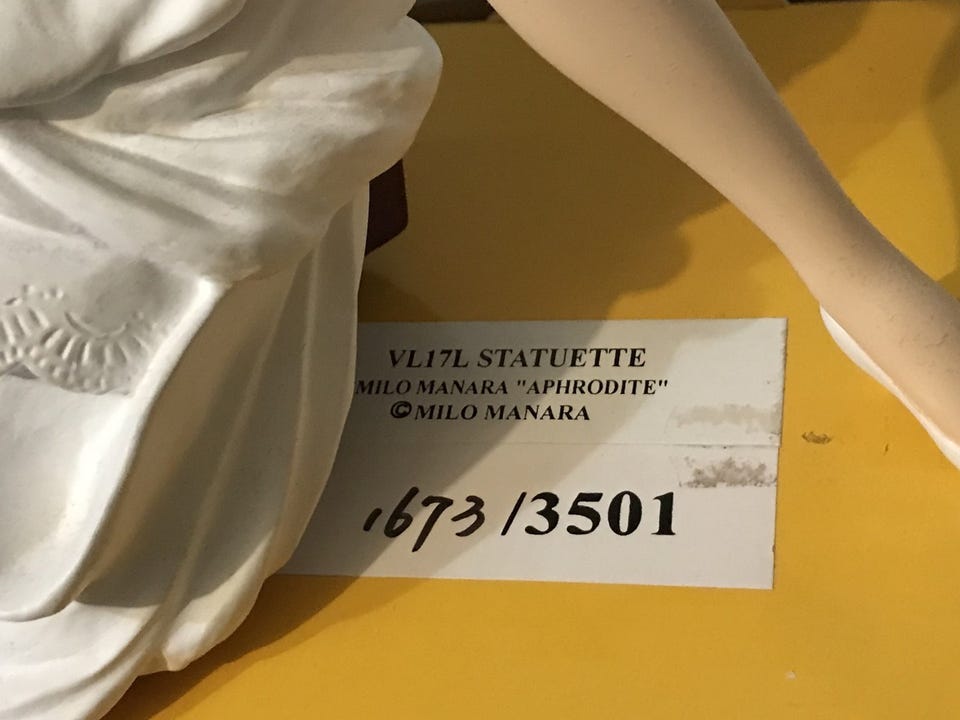 VL17L STATUETTE
MILO MANARA "APHRODITE"
©MILO MANARA
1673 /3501